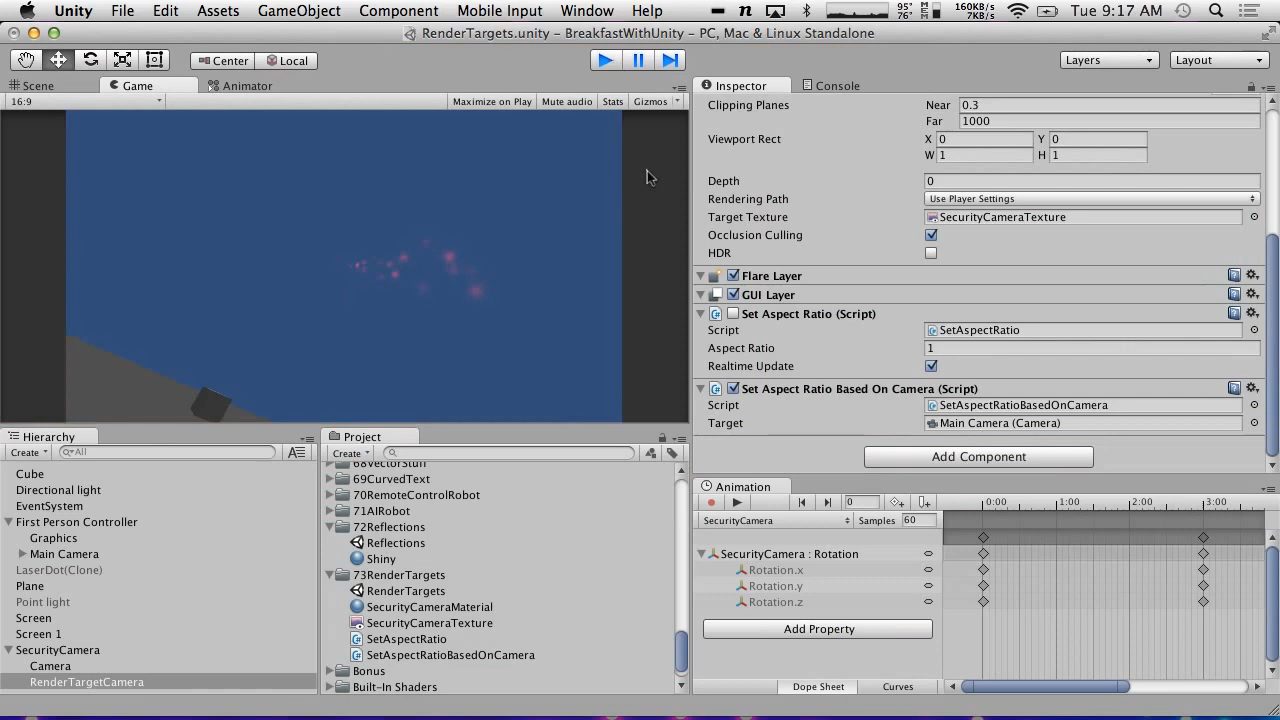 Unity File Edit Assets GameObject Component Mobile Input Window Help 95° 76° MEM 160KB/s 7KB/s Tue 9:17 AM
RenderTargets.unity – BreakfastWithUnity – PC, Mac & Linux Standalone
Center Local Layers Layout
Scene Game Animator
16:9 Maximize on Play Mute audio Stats Gizmos
Inspector Console
Clipping Planes Near 0.3
Far 1000
Viewport Rect X 0 Y 0
W 1 H 1
Depth 0
Rendering Path Use Player Settings
Target Texture SecurityCameraTexture
Occlusion Culling
HDR
Flare Layer
GUI Layer
Set Aspect Ratio (Script)
Script SetAspectRatio
Aspect Ratio 1
Realtime Update
Set Aspect Ratio Based On Camera (Script)
Script SetAspectRatioBasedOnCamera
Target Main Camera (Camera)
Add Component
Hierarchy
Create All
Cube
Directional light
EventSystem
First Person Controller
Graphics
Main Camera
LaserDot(Clone)
Plane
Point light
Screen
Screen 1
SecurityCamera
Camera
RenderTargetCamera
Project
Create
68VectorStuff
69CurvedText
70RemoteControlRobot
71AIRobot
72Reflections
Reflections
Shiny
73RenderTargets
RenderTargets
SecurityCameraMaterial
SecurityCameraTexture
SetAspectRatio
SetAspectRatioBasedOnCamera
Bonus
Built-In Shaders
Animation
0 0:00 1:00 2:00 3:00
SecurityCamera Samples 60
SecurityCamera : Rotation
Rotation.x
Rotation.y
Rotation.z
Add Property
Dope Sheet Curves